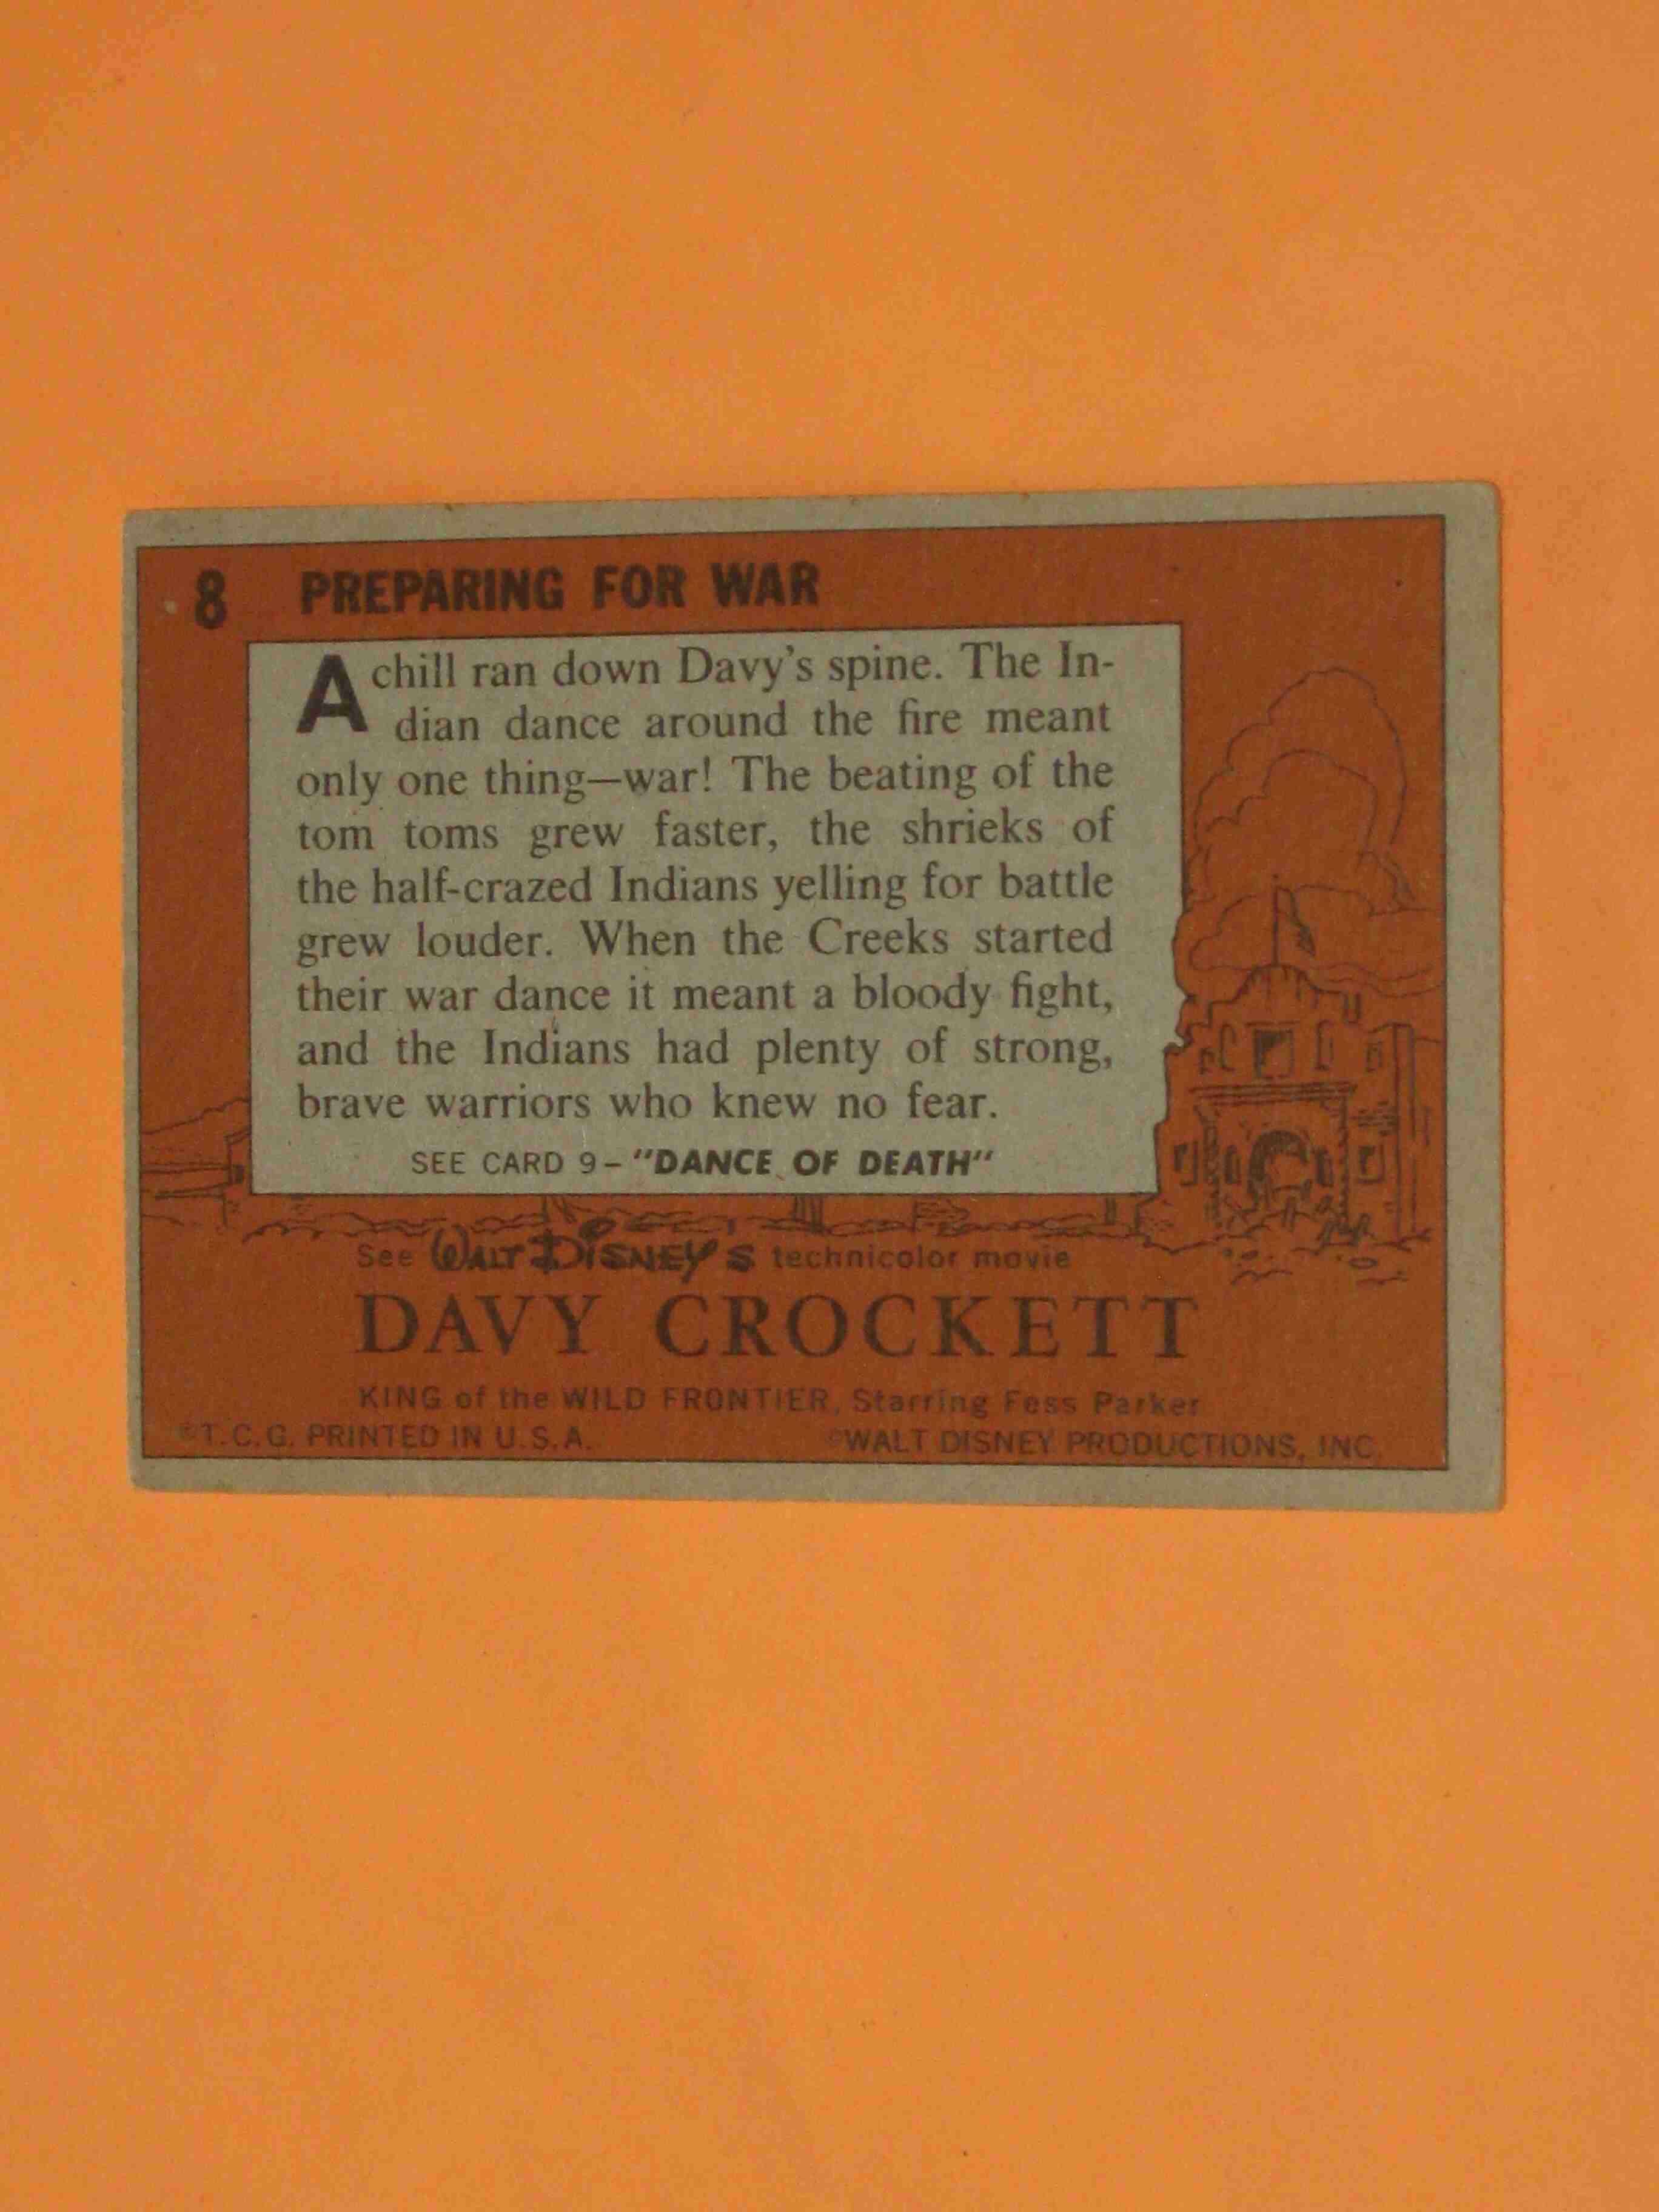 8 PREPARING FOR WAR
A chill ran down Davy's spine. The In-
dian dance around the fire meant
only one thing—war! The beating of the
tom toms grew faster, the shrieks of
the half-crazed Indians yelling for battle
grew louder. When the Creeks started
their war dance it meant a bloody fight,
and the Indians had plenty of strong,
brave warriors who knew no fear.
SEE CARD 9–"DANCE OF DEATH"
See WALT DISNEY'S technicolor movie
DAVY CROCKETT
KING of the WILD FRONTIER, Starring Fess Parker
©T.C.G. PRINTED IN U.S.A. ©WALT DISNEY PRODUCTIONS, INC.